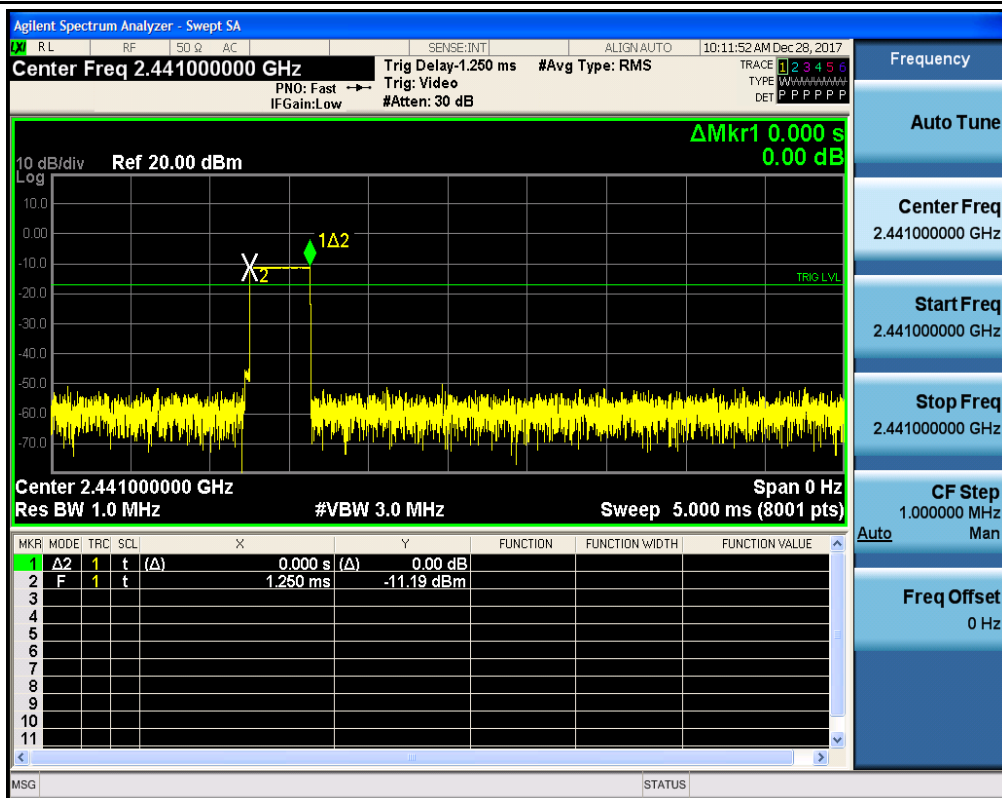 Agilent Spectrum Analyzer - Swept SA
LXI RL RF 50 Ω AC SENSE:INT ALIGN AUTO 10:11:52 AM Dec 28, 2017
Center Freq 2.441000000 GHz
PNO: Fast
IFGain:Low
Trig Delay-1.250 ms
Trig: Video
#Atten: 30 dB
#Avg Type: RMS
TRACE 1 2 3 4 5 6
TYPE WWWWWW
DET P P P P P P
ΔMkr1 0.000 s
0.00 dB
10 dB/div Ref 20.00 dBm
Log
10.0
0.00
-10.0
-20.0
-30.0
-40.0
-50.0
-60.0
-70.0
1Δ2
2
TRIG LVL
Center 2.441000000 GHz Span 0 Hz
Res BW 1.0 MHz #VBW 3.0 MHz Sweep 5.000 ms (8001 pts)
MKR MODE TRC SCL X Y FUNCTION FUNCTION WIDTH FUNCTION VALUE
1 Δ2 1 t (Δ) 0.000 s (Δ) 0.00 dB
2 F 1 t 1.250 ms -11.19 dBm
3
4
5
6
7
8
9
10
11
MSG STATUS
Frequency
Auto Tune
Center Freq
2.441000000 GHz
Start Freq
2.441000000 GHz
Stop Freq
2.441000000 GHz
CF Step
1.000000 MHz
Auto Man
Freq Offset
0 Hz